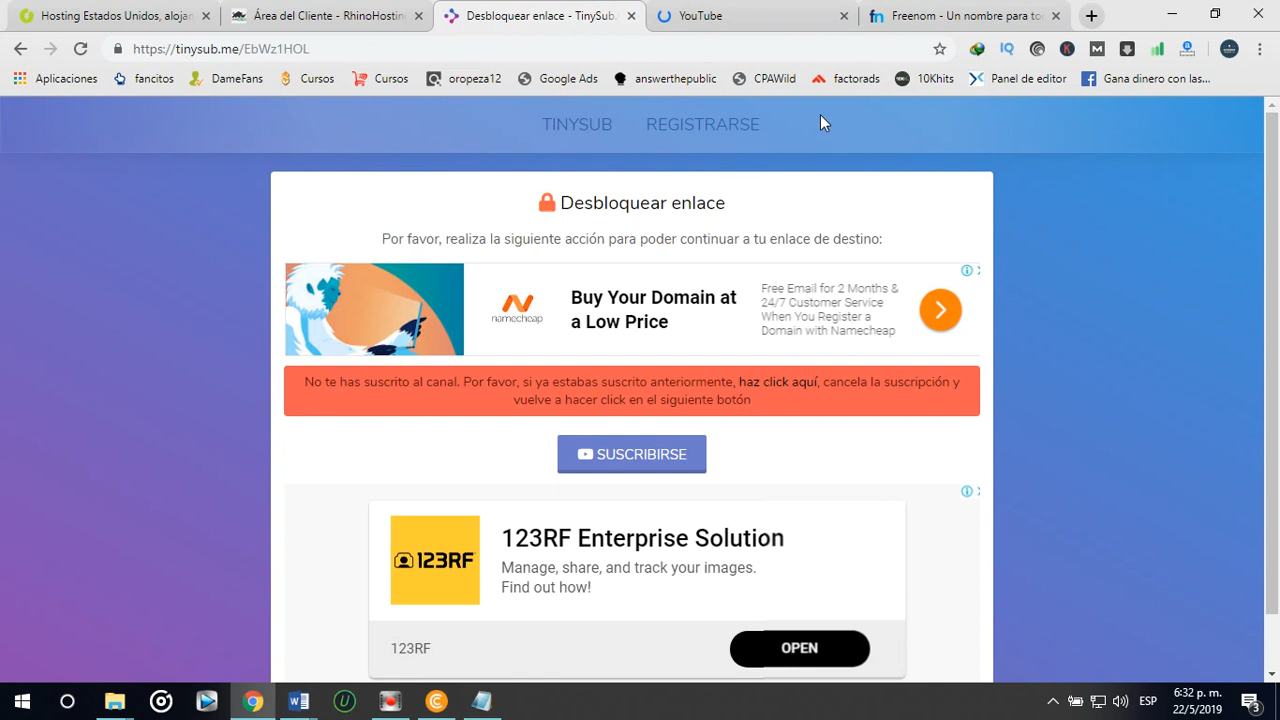 Hosting Estados Unidos, alojar
Área del Cliente - RhinoHosting
Desbloquear enlace - TinySub.
YouTube
Freenom - Un nombre para to
https://tinysub.me/EbWz1HOL
Aplicaciones
fancitos
DameFans
Cursos
Cursos
oropeza12
Google Ads
answerthepublic
CPAWild
factorads
10Khits
Panel de editor
Gana dinero con las...
TINYSUB
REGISTRARSE
Desbloquear enlace
Por favor, realiza la siguiente acción para poder continuar a tu enlace de destino:
namecheap
Buy Your Domain at
a Low Price
Free Email for 2 Months &
24/7 Customer Service
When You Register a
Domain with Namecheap
No te has suscrito al canal. Por favor, si ya estabas suscrito anteriormente, haz click aquí, cancela la suscripción y
vuelve a hacer click en el siguiente botón
SUSCRIBIRSE
123RF
123RF Enterprise Solution
Manage, share, and track your images.
Find out how!
123RF
OPEN
ESP
6:32 p. m.
22/5/2019
3